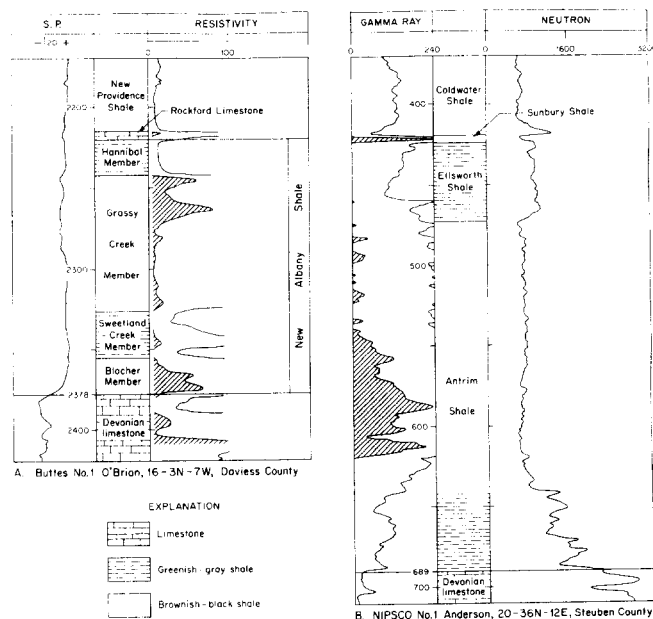 S.P.
RESISTIVITY
-20 +
0
100
New
Providence
Shale
2200
Rockford Limestone
Hannibal
Member
Grassy
Creek
Member
2300
Sweetland
Creek
Member
Blocher
Member
2378
Devonian
limestone
2400
Shale
Albany
New
A. Buttes No.1 O'Brian, 16-3N-7W, Daviess County
EXPLANATION
Limestone
Greenish-gray shale
Brownish-black shale
GAMMA RAY
NEUTRON
0
240
0
1600
3200
Coldwater
Shale
400
Sunbury Shale
Ellsworth
Shale
500
Antrim
Shale
600
689
700
Devonian
limestone
B. NIPSCO No.1 Anderson, 20-36N-12E, Steuben County